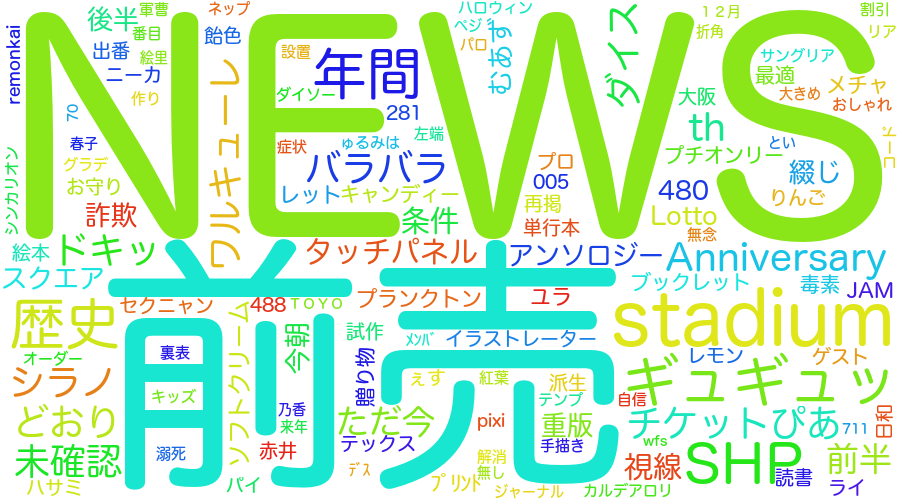 NEWS
前売
stadium
remonkai
後半
軍曹
番目
出番
絵里
ニーカ
作り
70
春子
グラデ
お守り
シンカリオン
詐欺
絵本
ドキッ
スクエア
ネップ
飴色
設置
年間
ダイソー
281
左端
症状
ゅるみは
バラバラ
レット
キャンディー
条件
ワルキューレ
タッチパネル
ハロウィン
ベジ
パロ
むあす
ダイス
プロ
005
再掲
単行本
アンソロジー
12月
折角
大阪
th
プチオンリー
480
Lotto
無念
割引
リア
サングリア
最適
メチャ
大きめ
おしゃれ
コード
とい
綴じ
りんご
Anniversary
ブックレット
毒素
JAM
歴史
セクニャン
488
TOYO
プランクトン
ユラ
オーダー
裏表
シラノ
キッズ
ソフトクリーム
今朝
試作
メンバ
イラストレーター
レモン
ゲスト
贈り物
ぇす
紅葉
派生
テンプ
自信
ギュギュッ
どおり
乃香
来年
ただ今
pixi
重版
チケットぴあ
711
日和
未確認
溺死
赤井
テックス
手描き
wfs
視線
SHP
前半
読書
ハサミ
パイ
デス
プリンド
解消
無し
ジャーナル
カルデアロリ
ライ